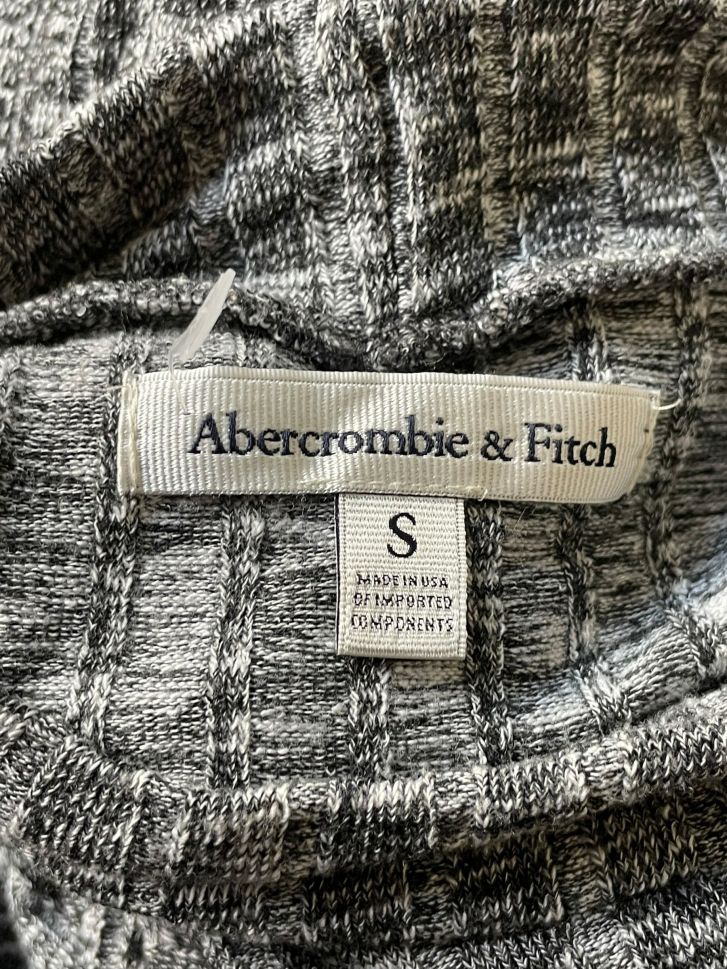 Abercrombie & Fitch
S
MADE IN USA
OF IMPORTED
COMPONENTS